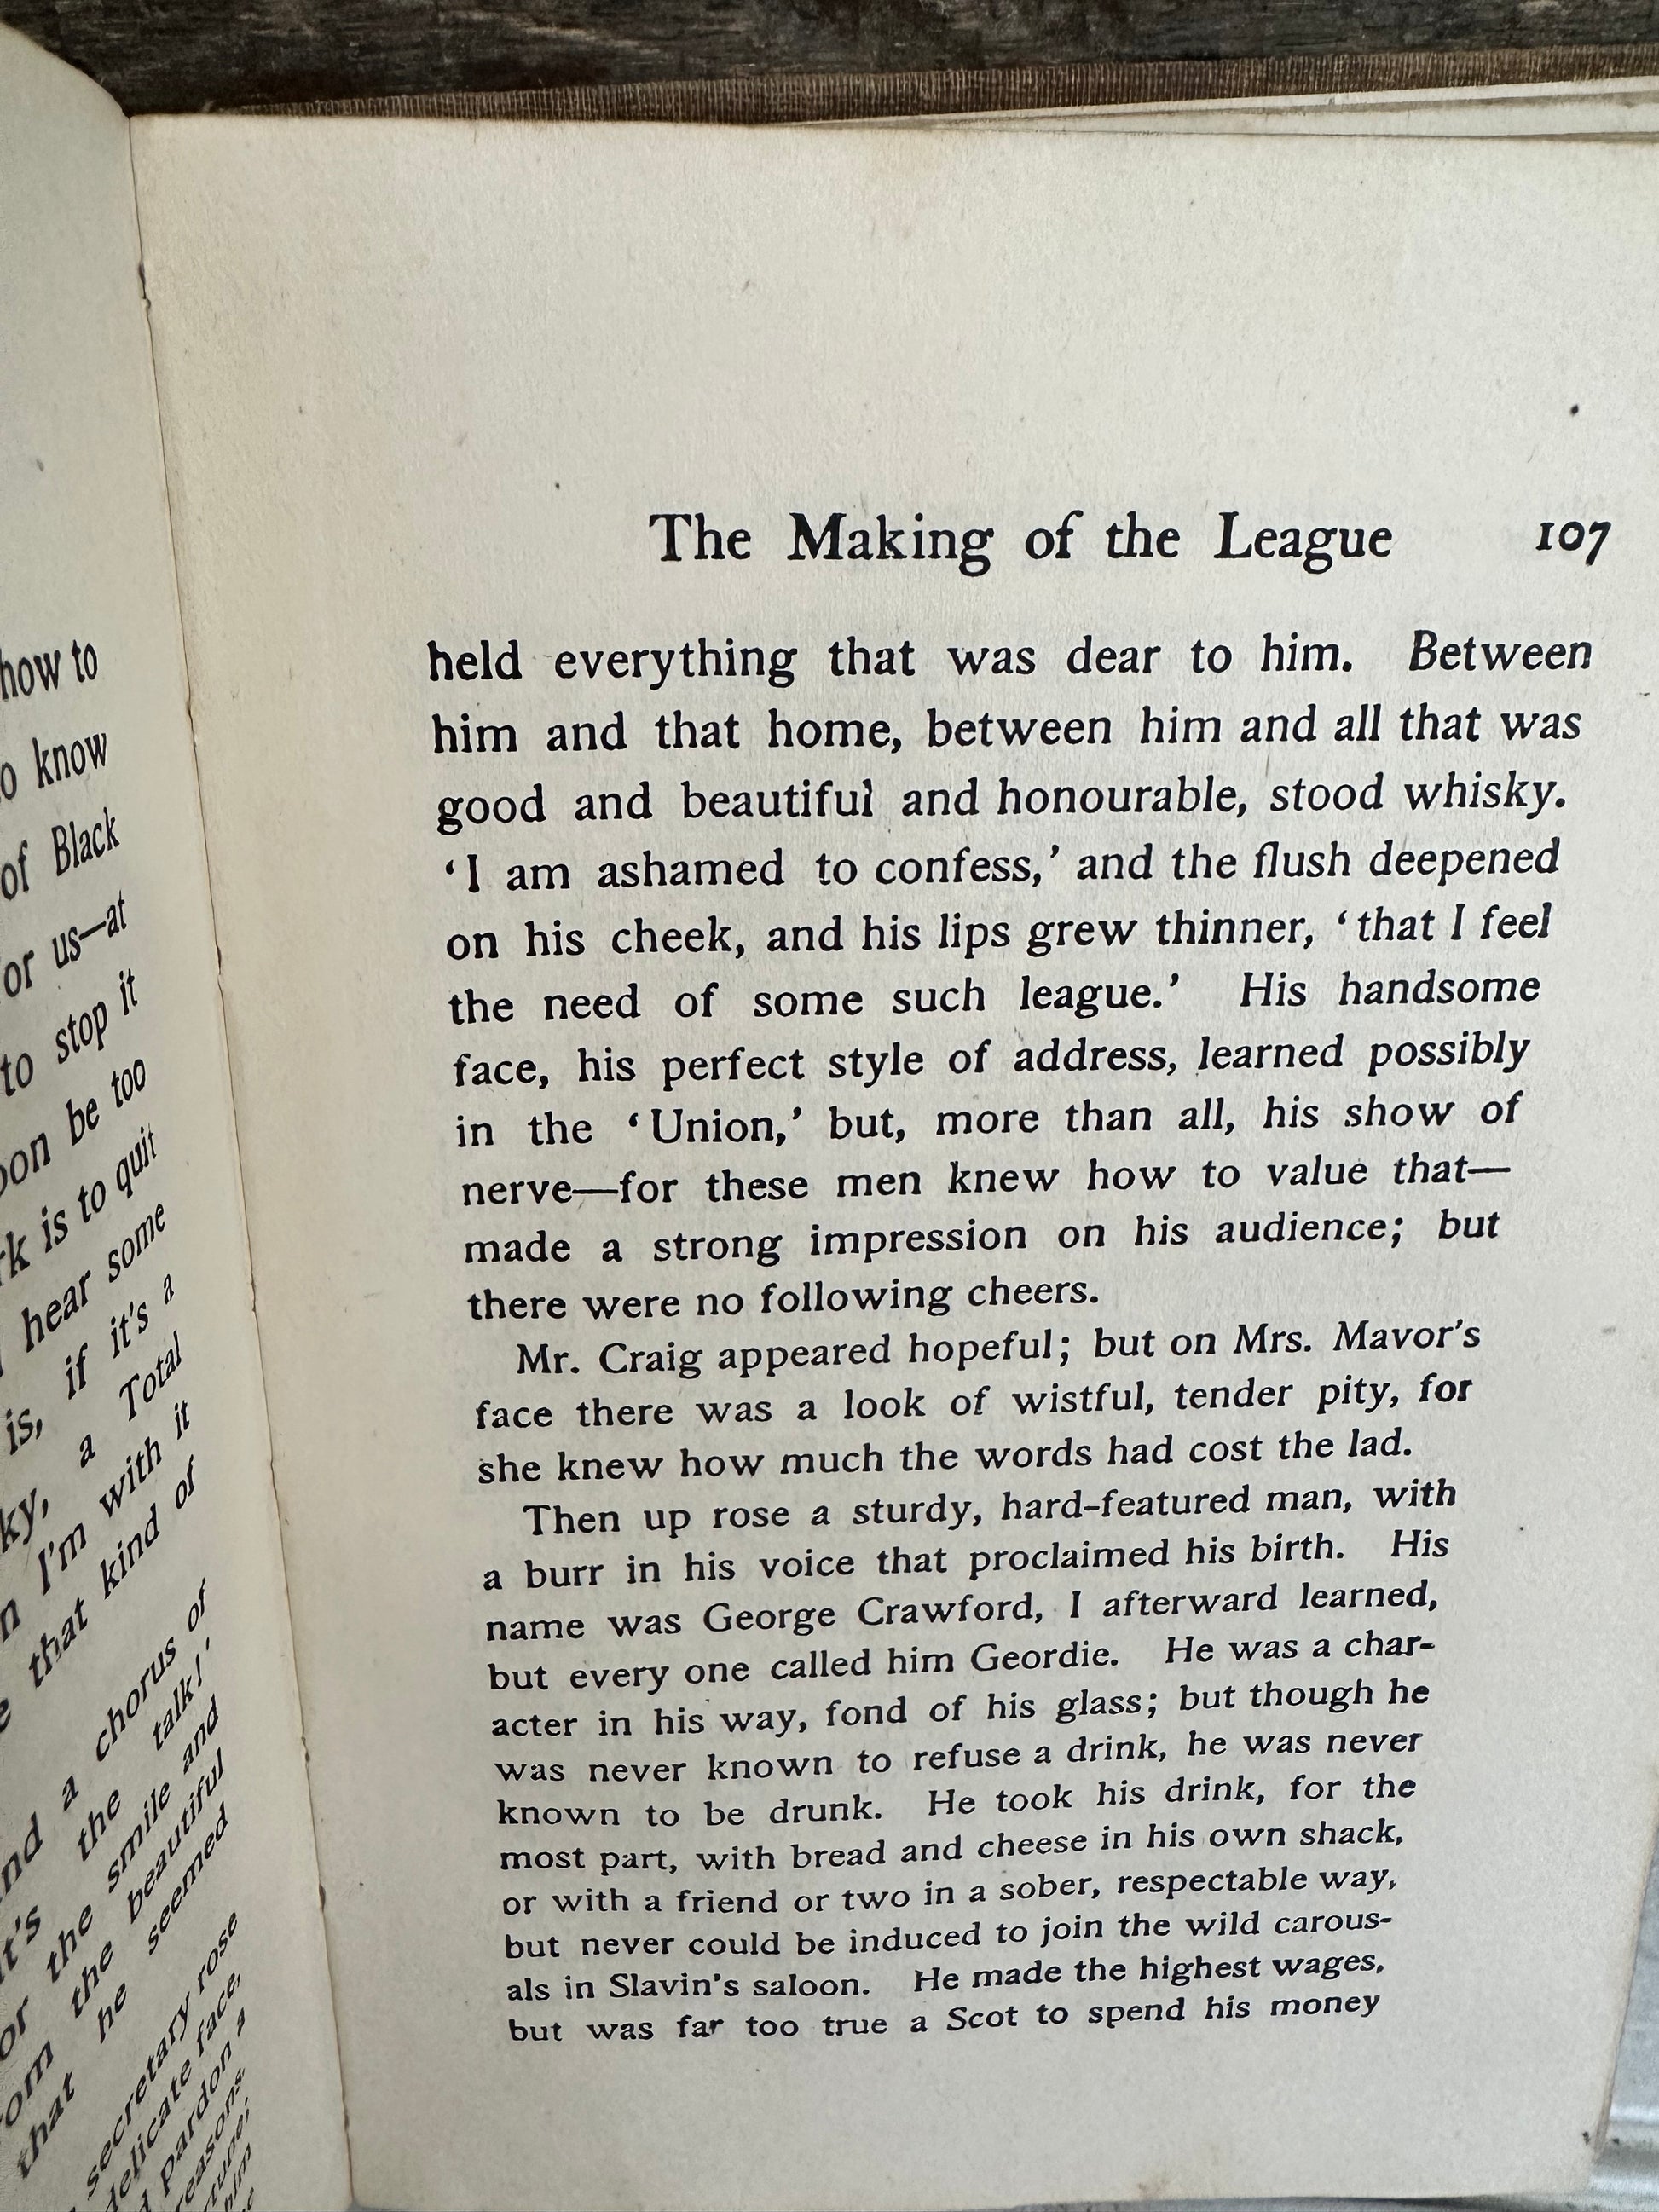 how to
know
of Black
or us—at
to stop it
be too
is to quit
hear some
is, if it's a
a Total
I'm with it
that kind of
a chorus of
the talk!'
the smile and
the beautiful
that he seemed
secretary rose
delicate face,
pardon a
reasons
him
The Making of the League 107
held everything that was dear to him. Between
him and that home, between him and all that was
good and beautiful and honourable, stood whisky.
‘I am ashamed to confess,’ and the flush deepened
on his cheek, and his lips grew thinner, ‘that I feel
the need of some such league.’ His handsome
face, his perfect style of address, learned possibly
in the ‘Union,’ but, more than all, his show of
nerve—for these men knew how to value that—
made a strong impression on his audience; but
there were no following cheers.
Mr. Craig appeared hopeful; but on Mrs. Mavor’s
face there was a look of wistful, tender pity, for
she knew how much the words had cost the lad.
Then up rose a sturdy, hard-featured man, with
a burr in his voice that proclaimed his birth. His
name was George Crawford, I afterward learned,
but every one called him Geordie. He was a char-
acter in his way, fond of his glass; but though he
was never known to refuse a drink, he was never
known to be drunk. He took his drink, for the
most part, with bread and cheese in his own shack,
or with a friend or two in a sober, respectable way,
but never could be induced to join the wild carous-
als in Slavin’s saloon. He made the highest wages,
but was far too true a Scot to spend his money